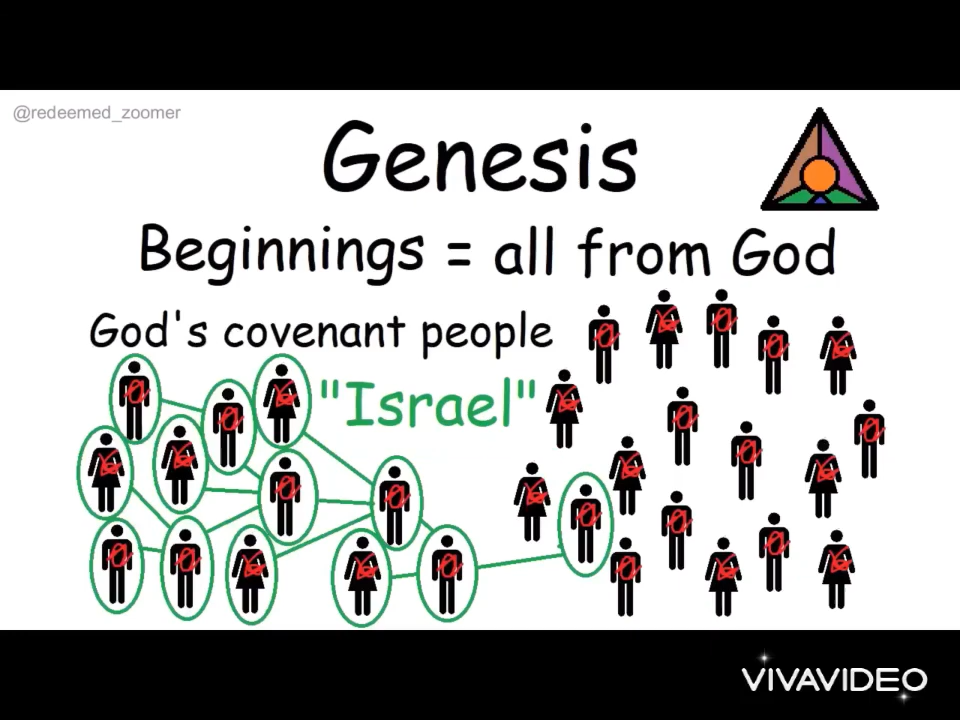 @redeemed_zoomer
Genesis
Beginnings = all from God
God's covenant people
"Israel"
VIVAVIDEO